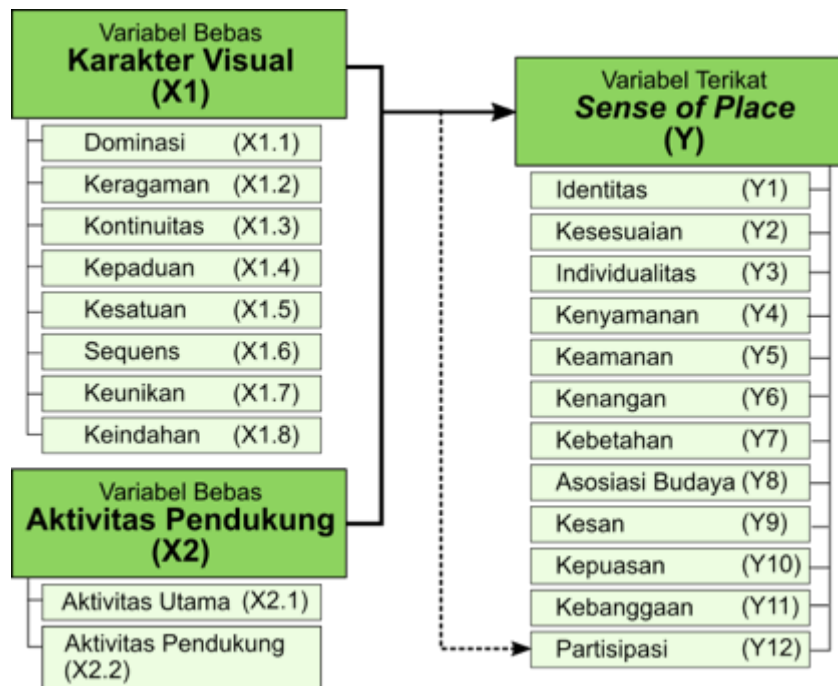 Variabel Bebas
Karakter Visual
(X1)
Dominasi (X1.1)
Keragaman (X1.2)
Kontinuitas (X1.3)
Kepaduan (X1.4)
Kesatuan (X1.5)
Sequens (X1.6)
Keunikan (X1.7)
Keindahan (X1.8)
Variabel Bebas
Aktivitas Pendukung
(X2)
Aktivitas Utama (X2.1)
Aktivitas Pendukung
(X2.2)
Variabel Terikat
Sense of Place
(Y)
Identitas (Y1)
Kesesuaian (Y2)
Individualitas (Y3)
Kenyamanan (Y4)
Keamanan (Y5)
Kenangan (Y6)
Kebetahan (Y7)
Asosiasi Budaya (Y8)
Kesan (Y9)
Kepuasan (Y10)
Kebanggaan (Y11)
Partisipasi (Y12)